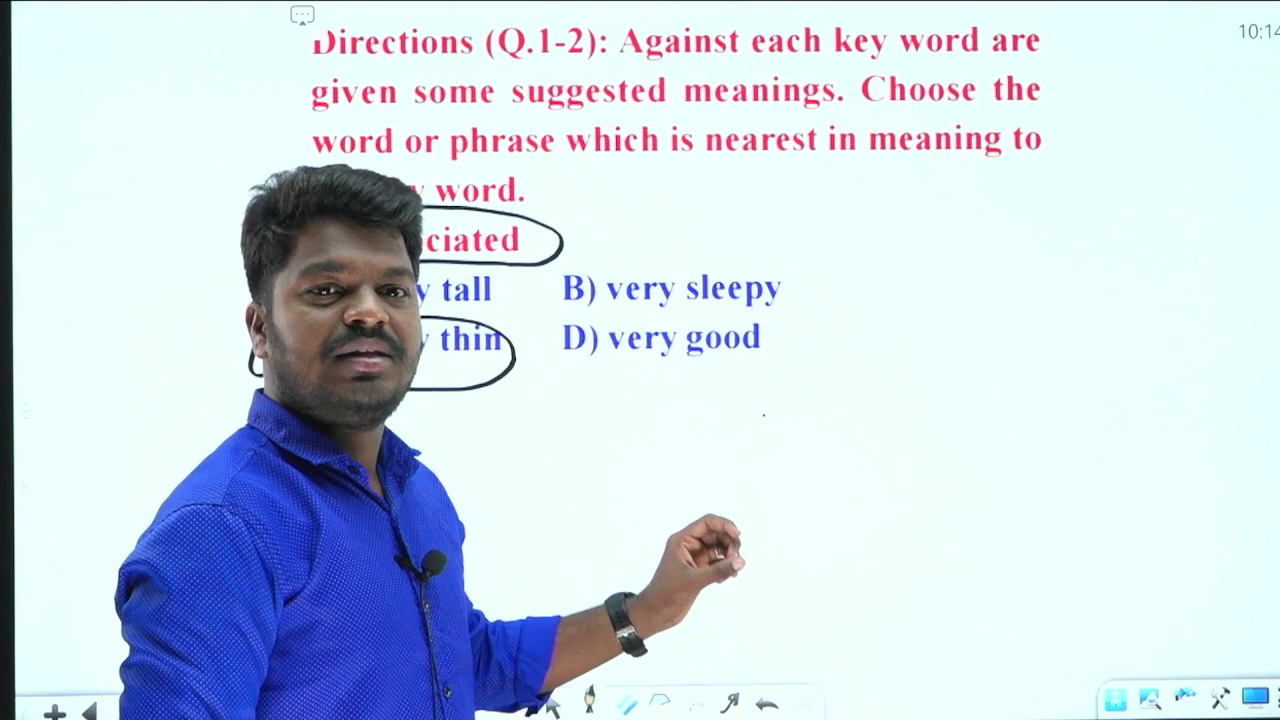 Directions (Q.1-2): Against each key word are
given some suggested meanings. Choose the
word or phrase which is nearest in meaning to
word.
ciated
tall B) very sleepy
thin D) very good
10:14